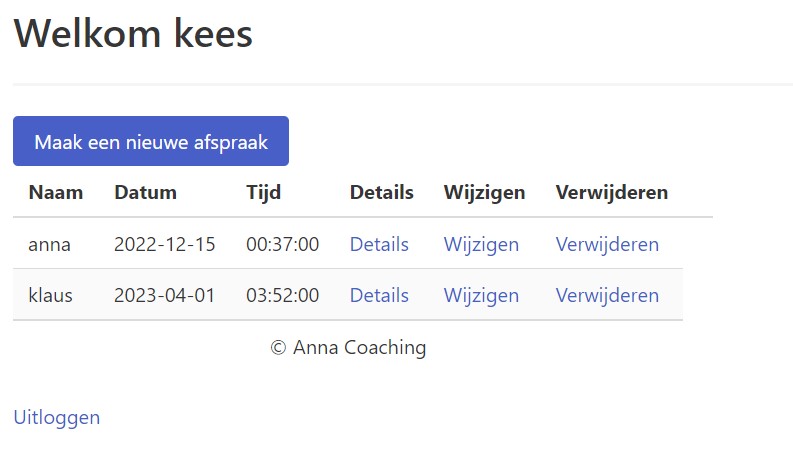 Welkom kees
Maak een nieuwe afspraak
Naam Datum Tijd Details Wijzigen Verwijderen
anna 2022-12-15 00:37:00 Details Wijzigen Verwijderen
klaus 2023-04-01 03:52:00 Details Wijzigen Verwijderen
© Anna Coaching
Uitloggen